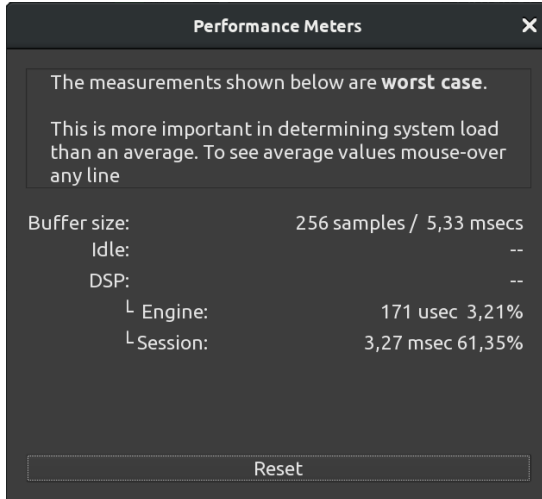 Performance Meters
The measurements shown below are worst case.
This is more important in determining system load
than an average. To see average values mouse-over
any line
Buffer size: 256 samples / 5,33 msecs
Idle: --
DSP: --
└ Engine: 171 usec 3,21%
└ Session: 3,27 msec 61,35%
Reset